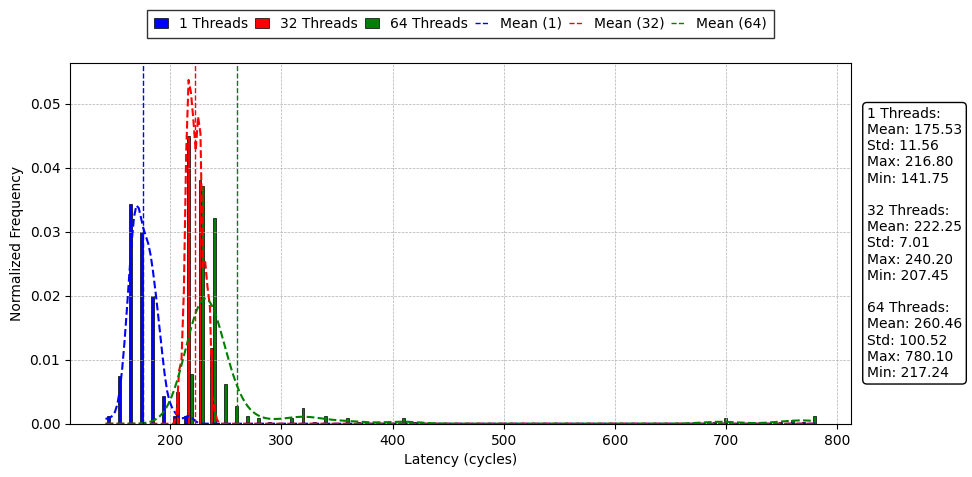 1 Threads 32 Threads 64 Threads Mean (1) Mean (32) Mean (64)
Normalized Frequency
0.05
0.04
0.03
0.02
0.01
0.00
200 300 400 500 600 700 800
Latency (cycles)
1 Threads:
Mean: 175.53
Std: 11.56
Max: 216.80
Min: 141.75
32 Threads:
Mean: 222.25
Std: 7.01
Max: 240.20
Min: 207.45
64 Threads:
Mean: 260.46
Std: 100.52
Max: 780.10
Min: 217.24